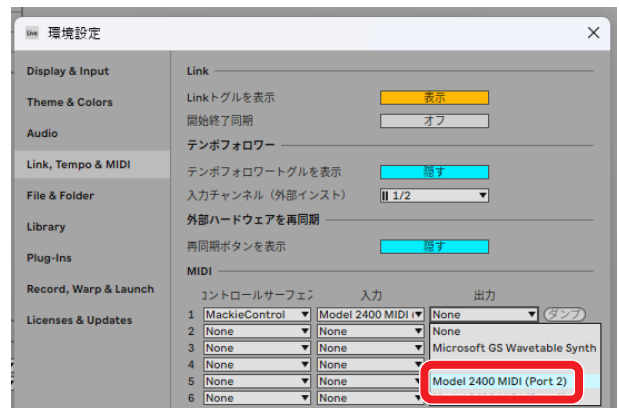 Live 環境設定
Display & Input
Theme & Colors
Audio
Link, Tempo & MIDI
File & Folder
Library
Plug-Ins
Record, Warp & Launch
Licenses & Updates
Link
Linkトグルを表示 表示
開始終了同期 オフ
テンポフォロワー
テンポフォロワートグルを表示 隠す
入力チャンネル（外部インスト） 1/2
外部ハードウェアを再同期
再同期ボタンを表示 隠す
MIDI
コントロールサーフェス 入力 出力
1 MackieControl Model 2400 MIDI None ダンプ
2 None None
3 None None
4 None None
5 None None
6 None None
None
Microsoft GS Wavetable Synth
Model 2400 MIDI (Port 2)